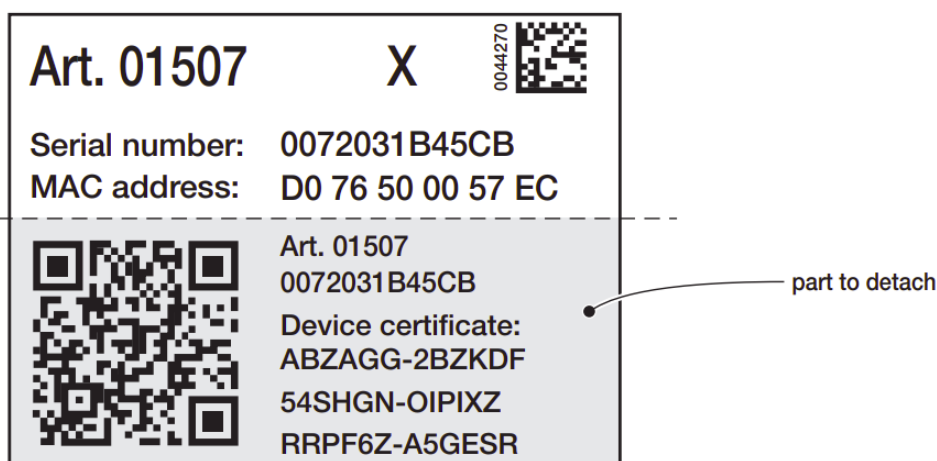 Art. 01507 X 0044270
Serial number: 0072031B45CB
MAC address: D0 76 50 00 57 EC
Art. 01507
0072031B45CB
part to detach
Device certificate:
ABZAGG-2BZKDF
54SHGN-OIPIXZ
RRPF6Z-A5GESR